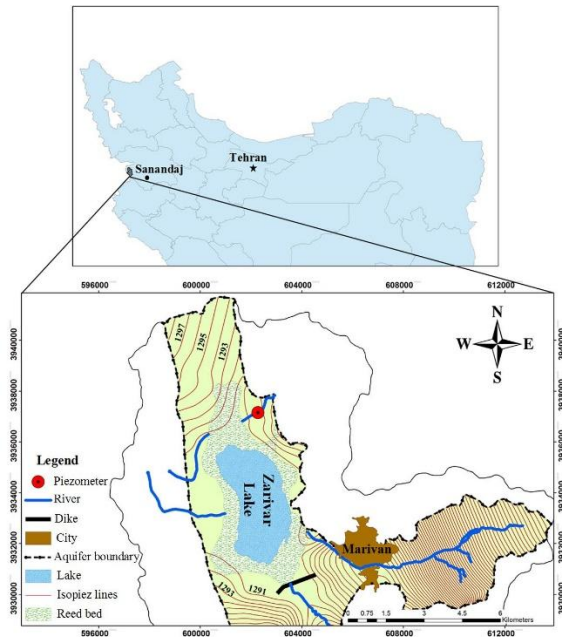 Sanandaj
Tehran
596000 600000 604000 608000 612000
3940000
3938000
3936000
3934000
3932000
3930000
N
W E
S
1297
1295
1293
Zarivar
Lake
Marivan
1293
1291
Legend
Piezometer
River
Dike
City
Aquifer boundary
Lake
Isopiez lines
Reed bed
0 0.75 1.5 3 4.5 6
Kilometers
596000 600000 604000 608000 612000